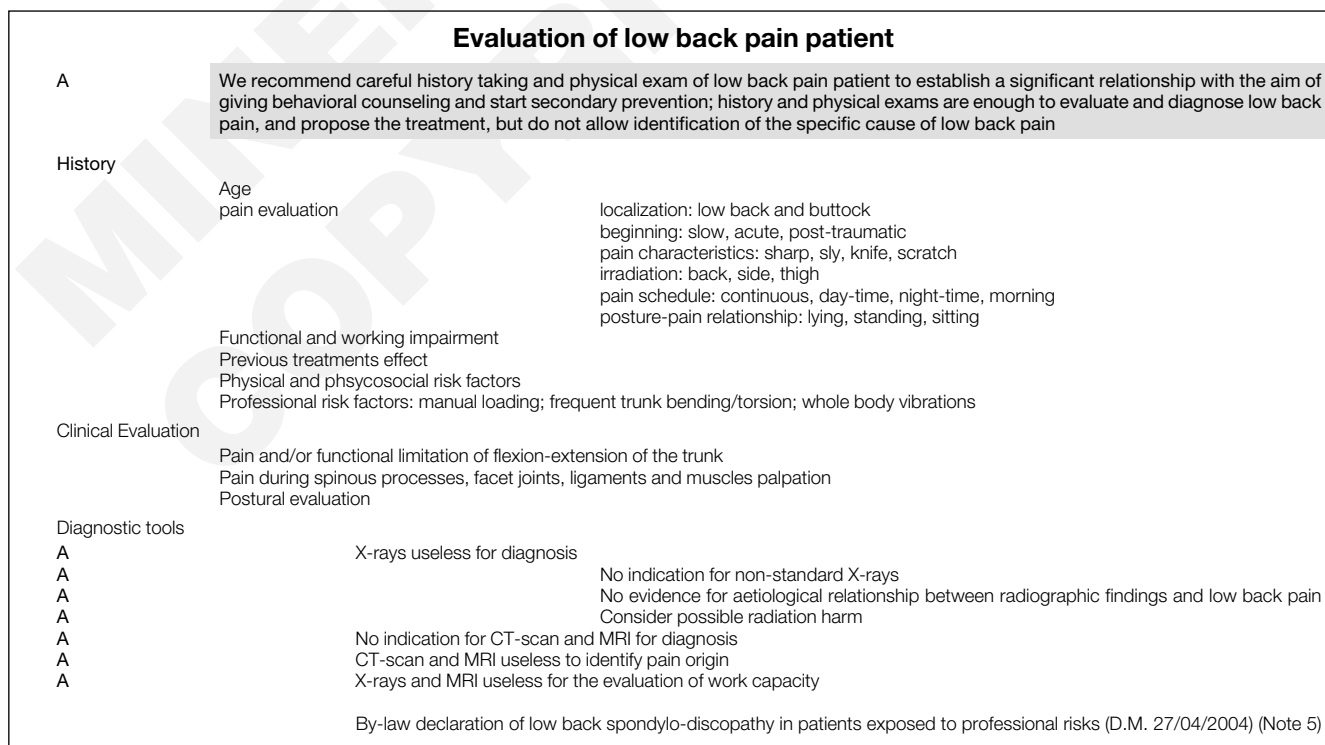 Evaluation of low back pain patient
A We recommend careful history taking and physical exam of low back pain patient to establish a significant relationship with the aim of
giving behavioral counseling and start secondary prevention; history and physical exams are enough to evaluate and diagnose low back
pain, and propose the treatment, but do not allow identification of the specific cause of low back pain
History
Age
pain evaluation localization: low back and buttock
beginning: slow, acute, post-traumatic
pain characteristics: sharp, sly, knife, scratch
irradiation: back, side, thigh
pain schedule: continuous, day-time, night-time, morning
posture-pain relationship: lying, standing, sitting
Functional and working impairment
Previous treatments effect
Physical and phsycosocial risk factors
Professional risk factors: manual loading; frequent trunk bending/torsion; whole body vibrations
Clinical Evaluation
Pain and/or functional limitation of flexion-extension of the trunk
Pain during spinous processes, facet joints, ligaments and muscles palpation
Postural evaluation
Diagnostic tools
A X-rays useless for diagnosis
A No indication for non-standard X-rays
A No evidence for aetiological relationship between radiographic findings and low back pain
A Consider possible radiation harm
A No indication for CT-scan and MRI for diagnosis
A CT-scan and MRI useless to identify pain origin
A X-rays and MRI useless for the evaluation of work capacity
By-law declaration of low back spondylo-discopathy in patients exposed to professional risks (D.M. 27/04/2004) (Note 5)